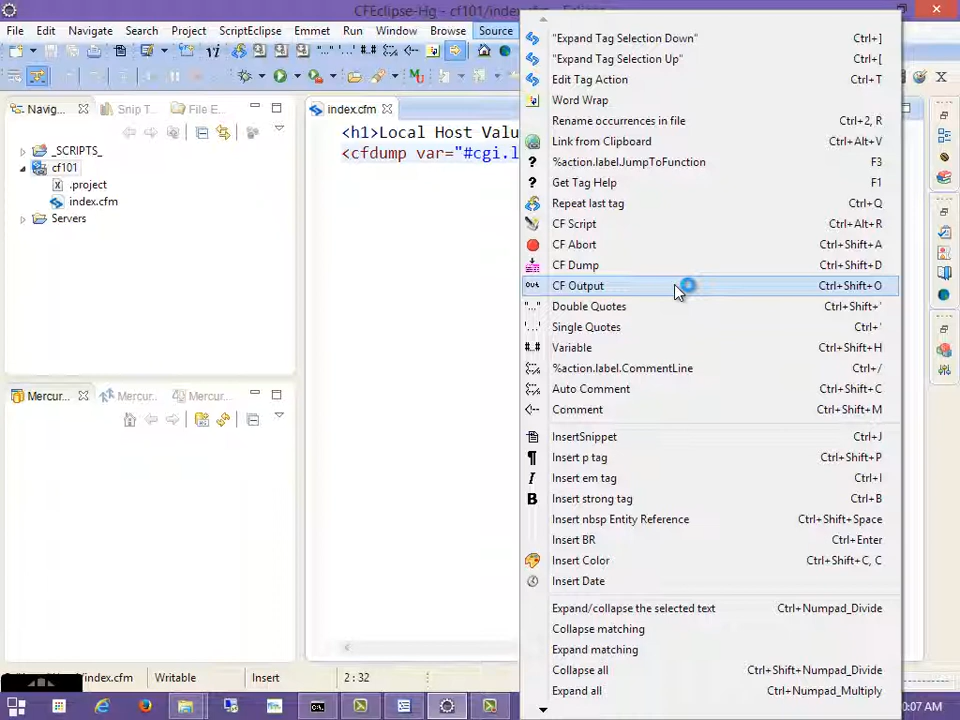 CFEclipse-Hg - cf101/index.cfm - Eclipse
File Edit Navigate Search Project ScriptEclipse Emmet Run Window Browse Source
Navig... Snip T... File E...
_SCRIPTS_
cf101
.project
index.cfm
Servers
Mercur... Mercur... Mercur...
index.cfm
<h1>Local Host Valu
<cfdump var="#cgi.l
"Expand Tag Selection Down" Ctrl+]
"Expand Tag Selection Up" Ctrl+[
Edit Tag Action Ctrl+T
Word Wrap
Rename occurrences in file Ctrl+2, R
Link from Clipboard Ctrl+Alt+V
%action.label.JumpToFunction F3
Get Tag Help F1
Repeat last tag Ctrl+Q
CF Script Ctrl+Alt+R
CF Abort Ctrl+Shift+A
CF Dump Ctrl+Shift+D
CF Output Ctrl+Shift+O
Double Quotes Ctrl+Shift+'
Single Quotes Ctrl+'
Variable Ctrl+Shift+H
%action.label.CommentLine Ctrl+/
Auto Comment Ctrl+Shift+C
Comment Ctrl+Shift+M
InsertSnippet Ctrl+J
Insert p tag Ctrl+Shift+P
Insert em tag Ctrl+I
Insert strong tag Ctrl+B
Insert nbsp Entity Reference Ctrl+Shift+Space
Insert BR Ctrl+Enter
Insert Color Ctrl+Shift+C, C
Insert Date
Expand/collapse the selected text Ctrl+Numpad_Divide
Collapse matching
Expand matching
Collapse all Ctrl+Shift+Numpad_Divide
Expand all Ctrl+Numpad_Multiply
/index.cfm Writable Insert 2 : 32
:07 AM